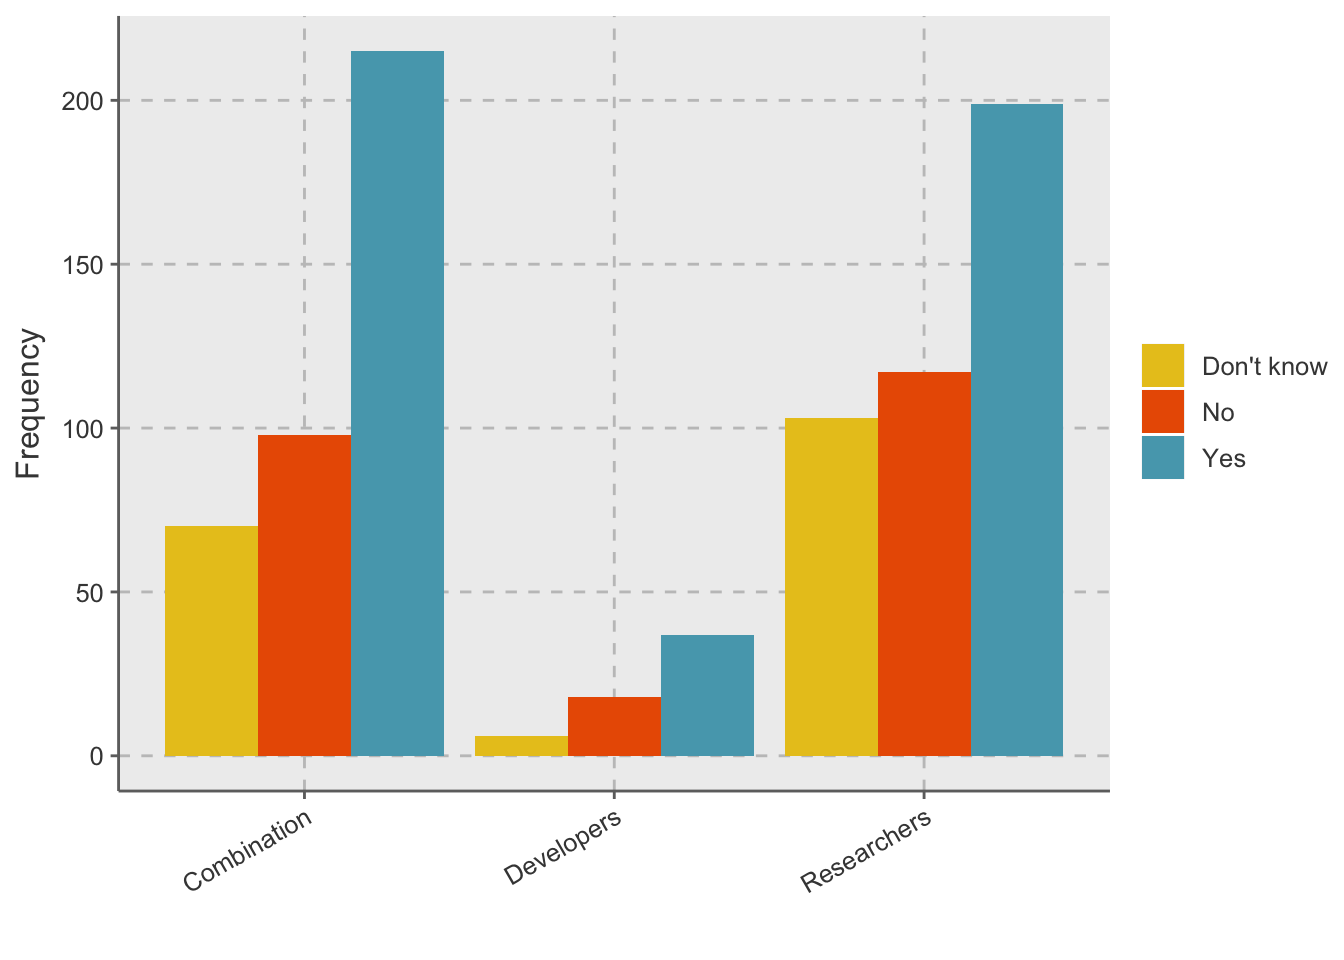 Frequency
200
150
100
50
0
Combination
Developers
Researchers
Don't know
No
Yes